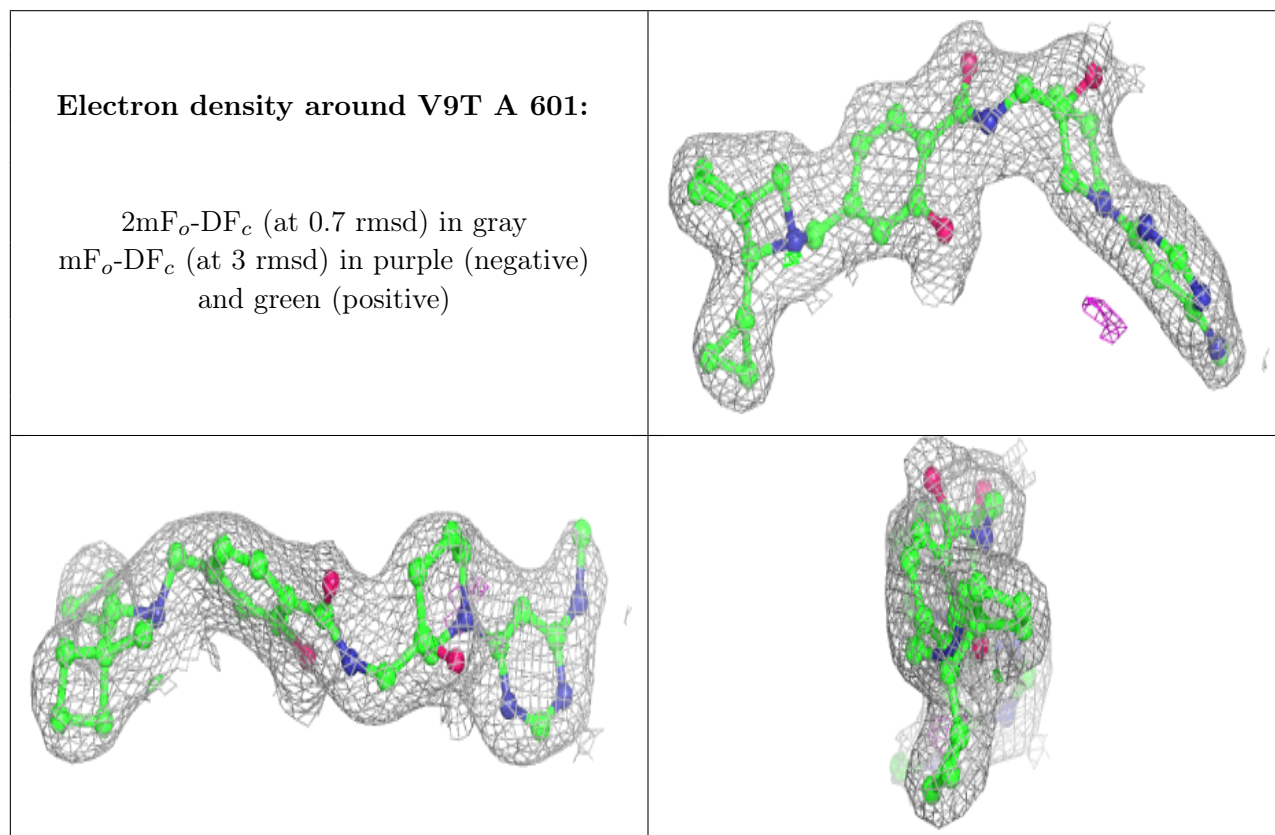 Electron density around V9T A 601:
2mFₒ-DF𝒸 (at 0.7 rmsd) in gray
mFₒ-DF𝒸 (at 3 rmsd) in purple (negative)
and green (positive)